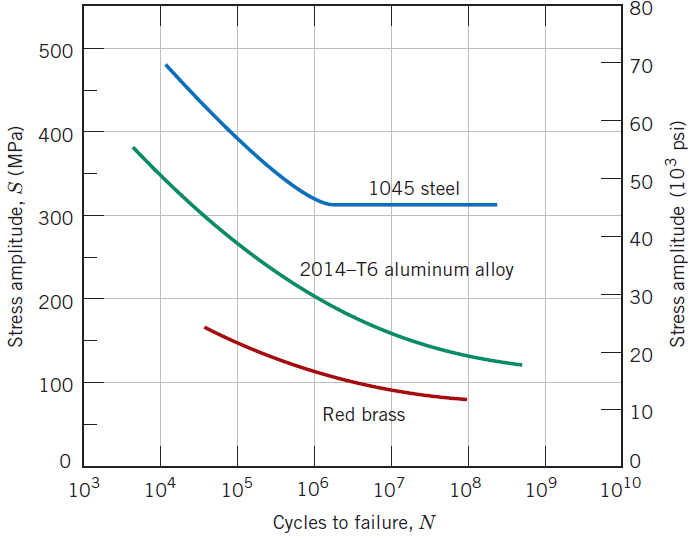 80
500
70
400
60
1045 steel
50
300
40
2014–T6 aluminum alloy
200
30
20
100
Red brass
10
0
0
10³ 10⁴ 10⁵ 10⁶ 10⁷ 10⁸ 10⁹ 10¹⁰
Cycles to failure, N
Stress amplitude, S (MPa)
Stress amplitude (10³ psi)